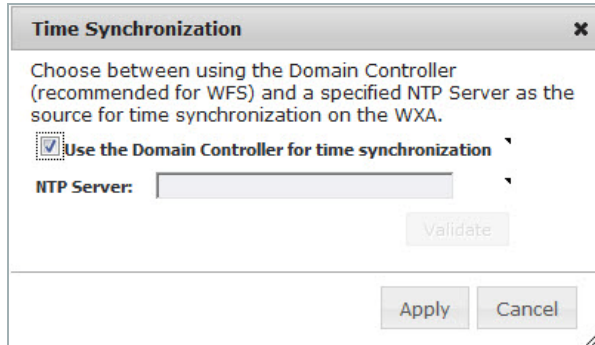 Time Synchronization
Choose between using the Domain Controller
(recommended for WFS) and a specified NTP Server as the
source for time synchronization on the WXA.
Use the Domain Controller for time synchronization
NTP Server:
Validate
Apply Cancel